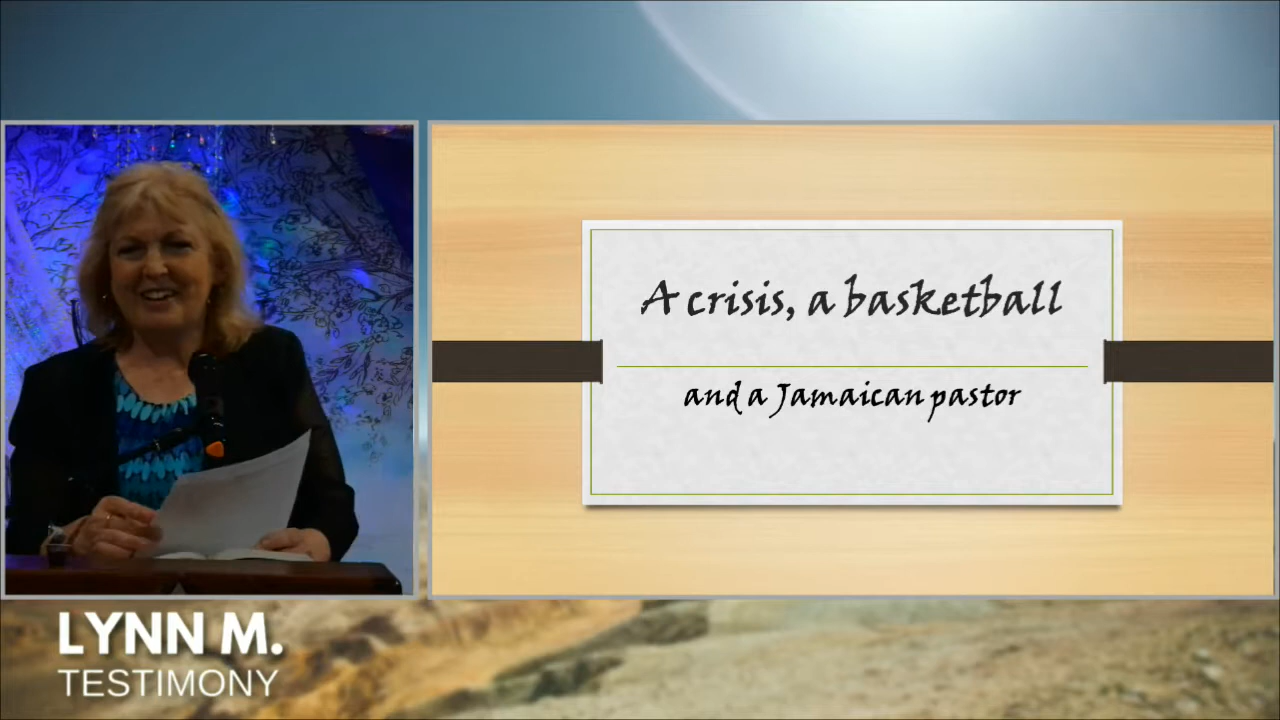 A crisis, a basketball
and a Jamaican pastor
LYNN M.
TESTIMONY